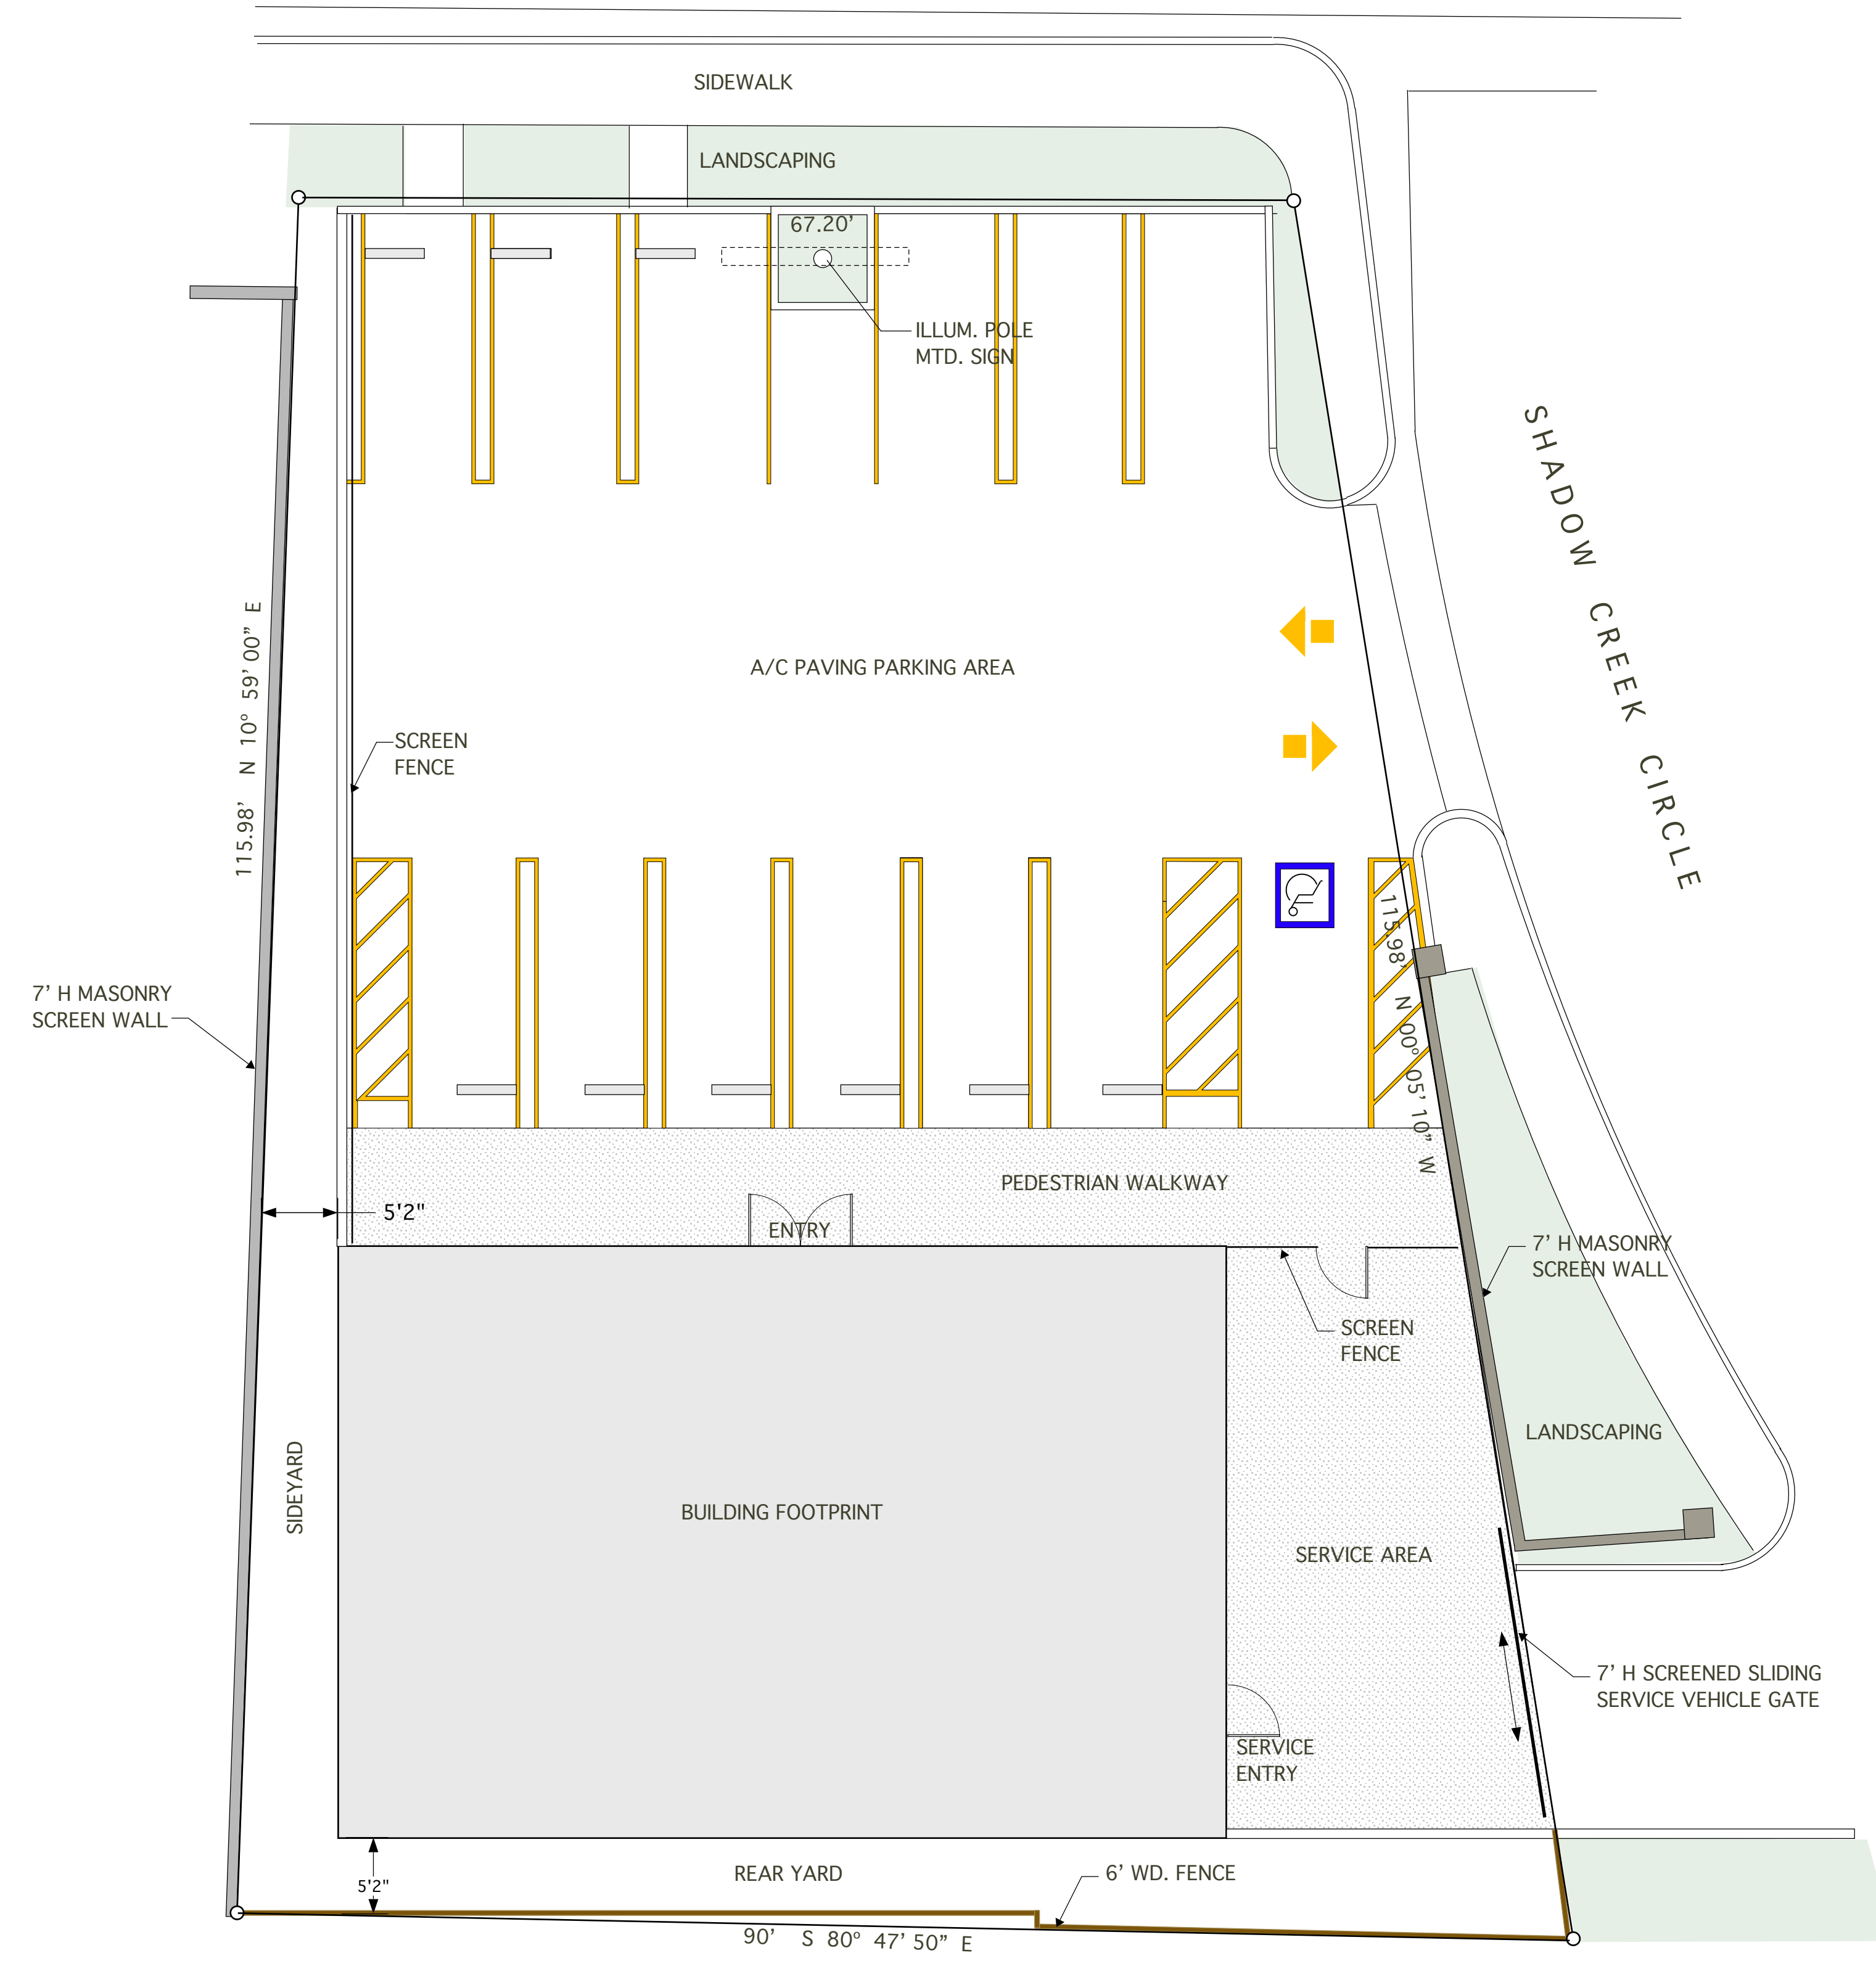 SIDEWALK
LANDSCAPING
67.20’
ILLUM. POLE
MTD. SIGN
SHADOW CREEK CIRCLE
115.98’ N 10º 59’ 00” E
A/C PAVING PARKING AREA
SCREEN
FENCE
115.98’ N 00º 05’ 10” W
7’ H MASONRY
SCREEN WALL
PEDESTRIAN WALKWAY
5'2"
ENTRY
7’ H MASONRY
SCREEN WALL
SCREEN
FENCE
LANDSCAPING
SIDEYARD
BUILDING FOOTPRINT
SERVICE AREA
7’ H SCREENED SLIDING
SERVICE VEHICLE GATE
SERVICE
ENTRY
5'2"
REAR YARD
6’ WD. FENCE
90’ S 80º 47’ 50” E